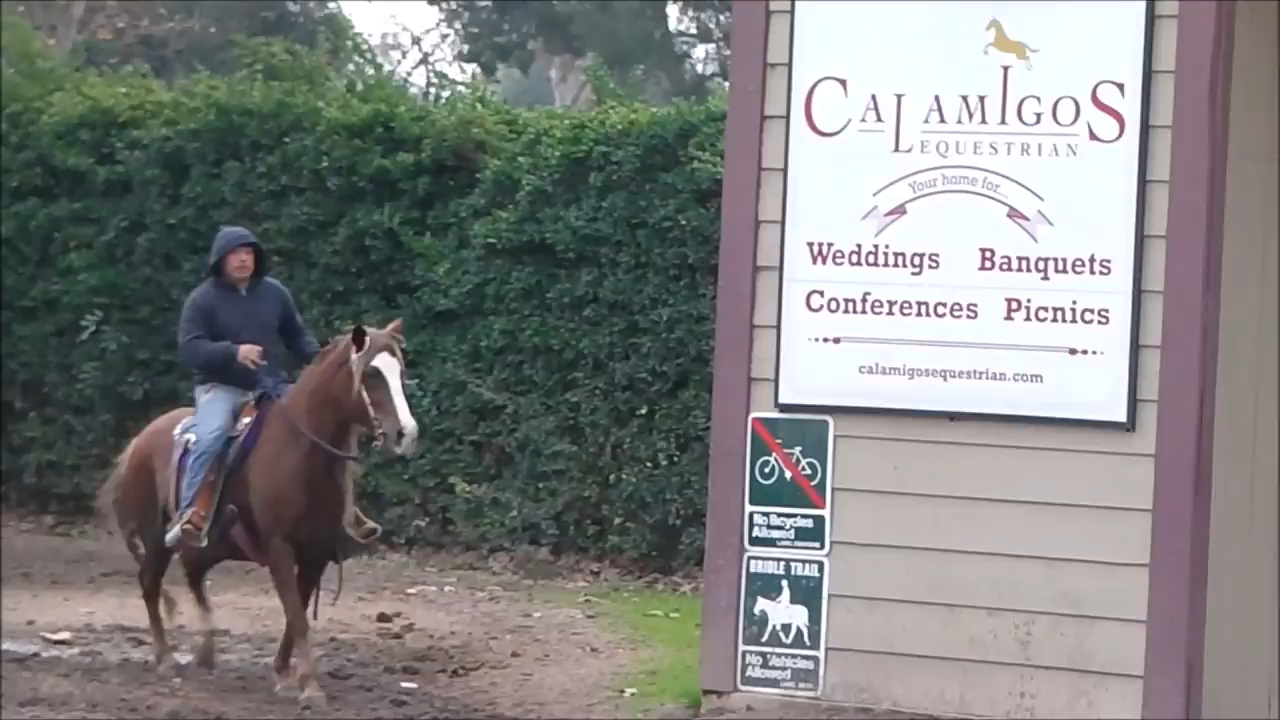 CALAMIGOS
EQUESTRIAN
Your home for...
Weddings Banquets
Conferences Picnics
calamigosequestrian.com
No Bicycles
Allowed
BRIDLE TRAIL
No Vehicles
Allowed